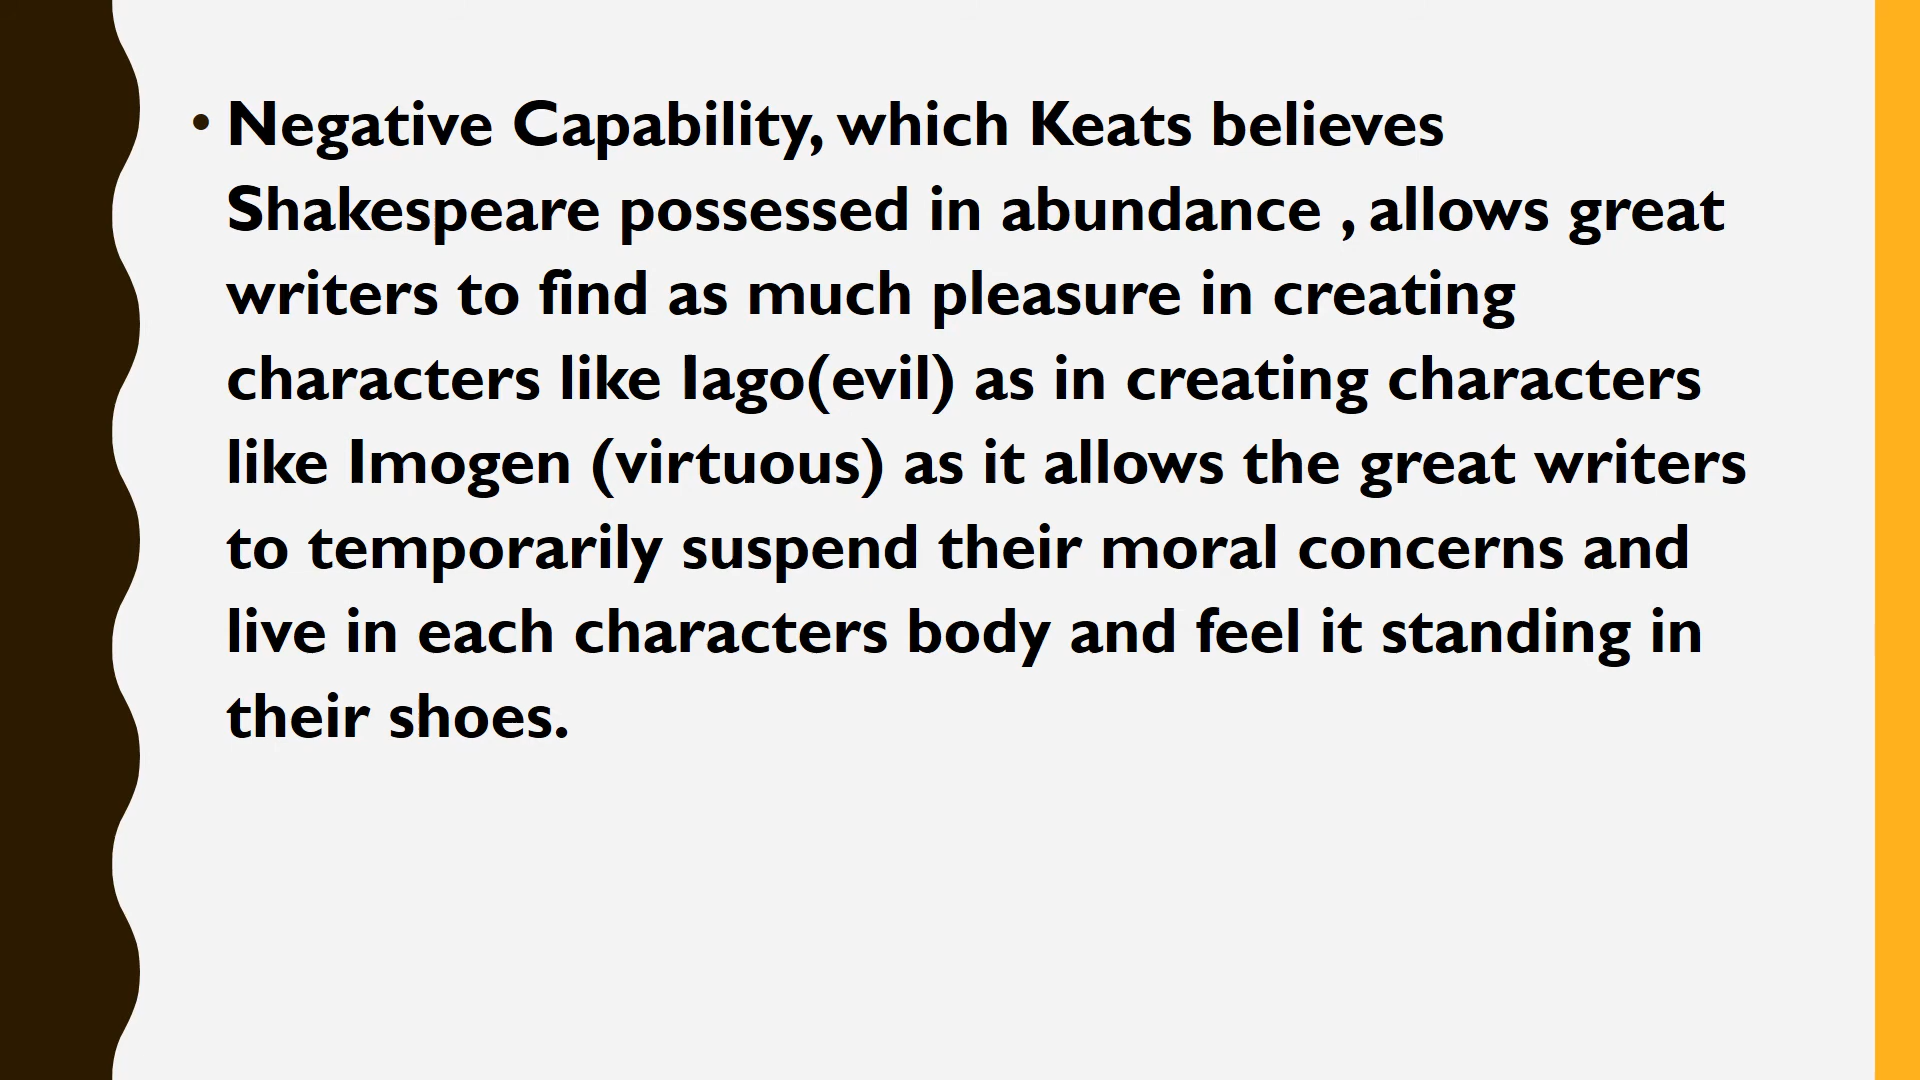 • Negative Capability, which Keats believes
Shakespeare possessed in abundance , allows great
writers to find as much pleasure in creating
characters like Iago(evil) as in creating characters
like Imogen (virtuous) as it allows the great writers
to temporarily suspend their moral concerns and
live in each characters body and feel it standing in
their shoes.